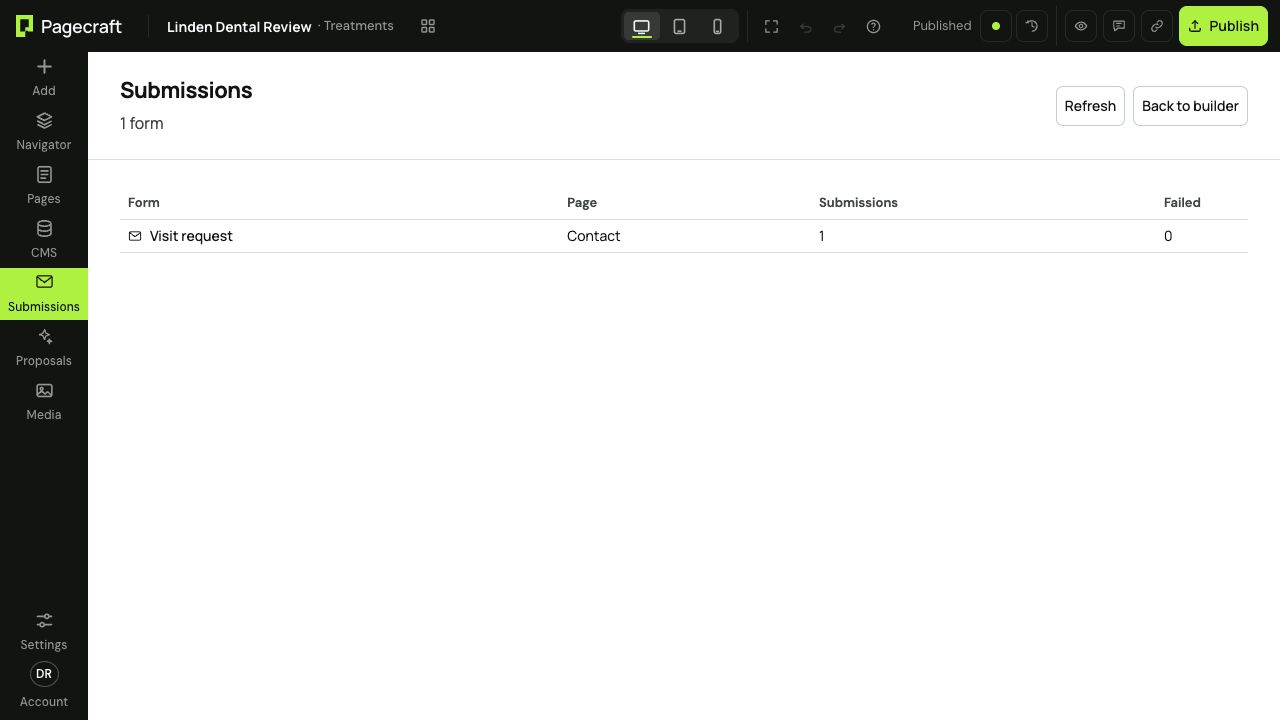 Pagecraft
Linden Dental Review · Treatments
Published
Publish
Add
Navigator
Pages
CMS
Submissions
Proposals
Media
Settings
DR
Account
Submissions
1 form
Refresh
Back to builder
Form Page Submissions Failed
Visit request Contact 1 0